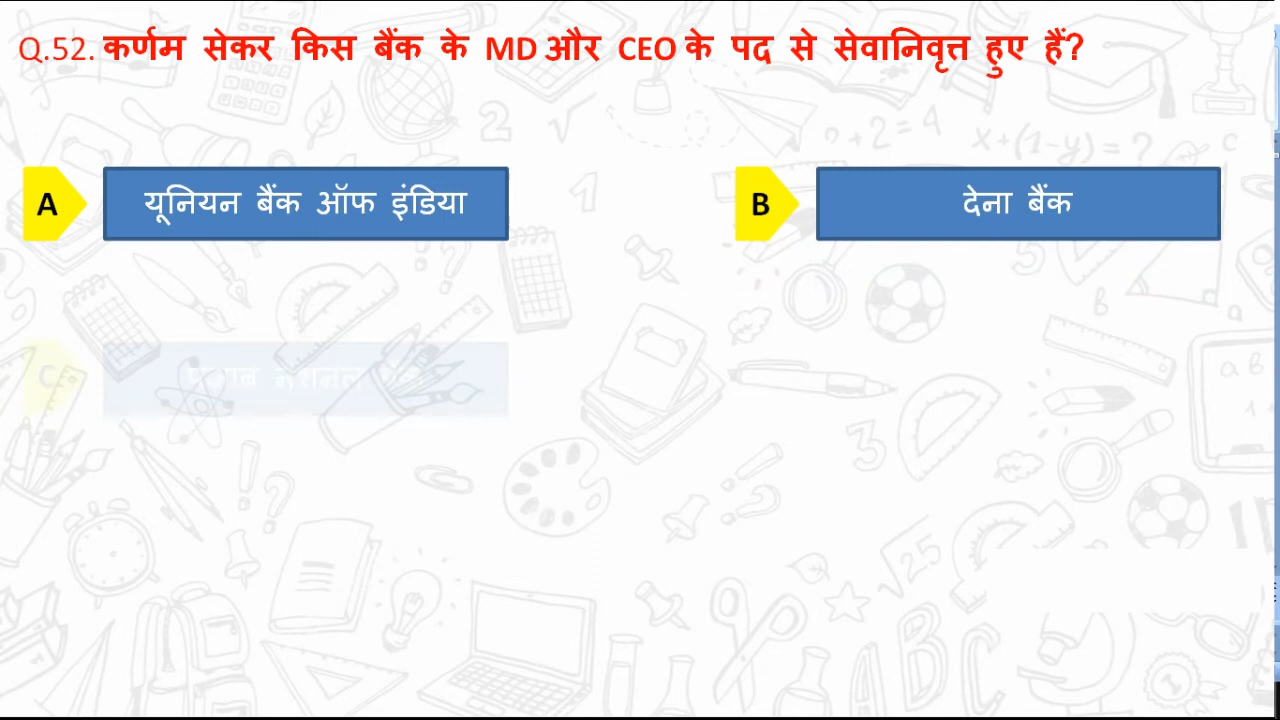 Q.52. कर्णम सेकर किस बैंक के MD और CEO के पद से सेवानिवृत्त हुए हैं?
A यूनियन बैंक ऑफ इंडिया
B देना बैंक
C